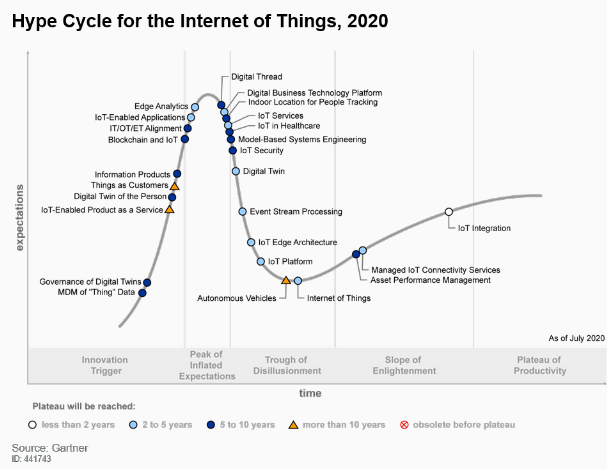 Hype Cycle for the Internet of Things, 2020
Digital Thread
Digital Business Technology Platform
Indoor Location for People Tracking
Edge Analytics
IoT-Enabled Applications
IoT Services
IT/OT/ET Alignment
IoT in Healthcare
Blockchain and IoT
Model-Based Systems Engineering
IoT Security
Information Products
Digital Twin
Things as Customers
Digital Twin of the Person
IoT-Enabled Product as a Service
Event Stream Processing
IoT Integration
IoT Edge Architecture
IoT Platform
Managed IoT Connectivity Services
Asset Performance Management
Governance of Digital Twins
MDM of "Thing" Data
Autonomous Vehicles
Internet of Things
expectations
As of July 2020
Innovation
Trigger
Peak of
Inflated
Expectations
Trough of
Disillusionment
Slope of
Enlightenment
Plateau of
Productivity
time
Plateau will be reached:
less than 2 years
2 to 5 years
5 to 10 years
more than 10 years
obsolete before plateau
Source: Gartner
ID: 441743